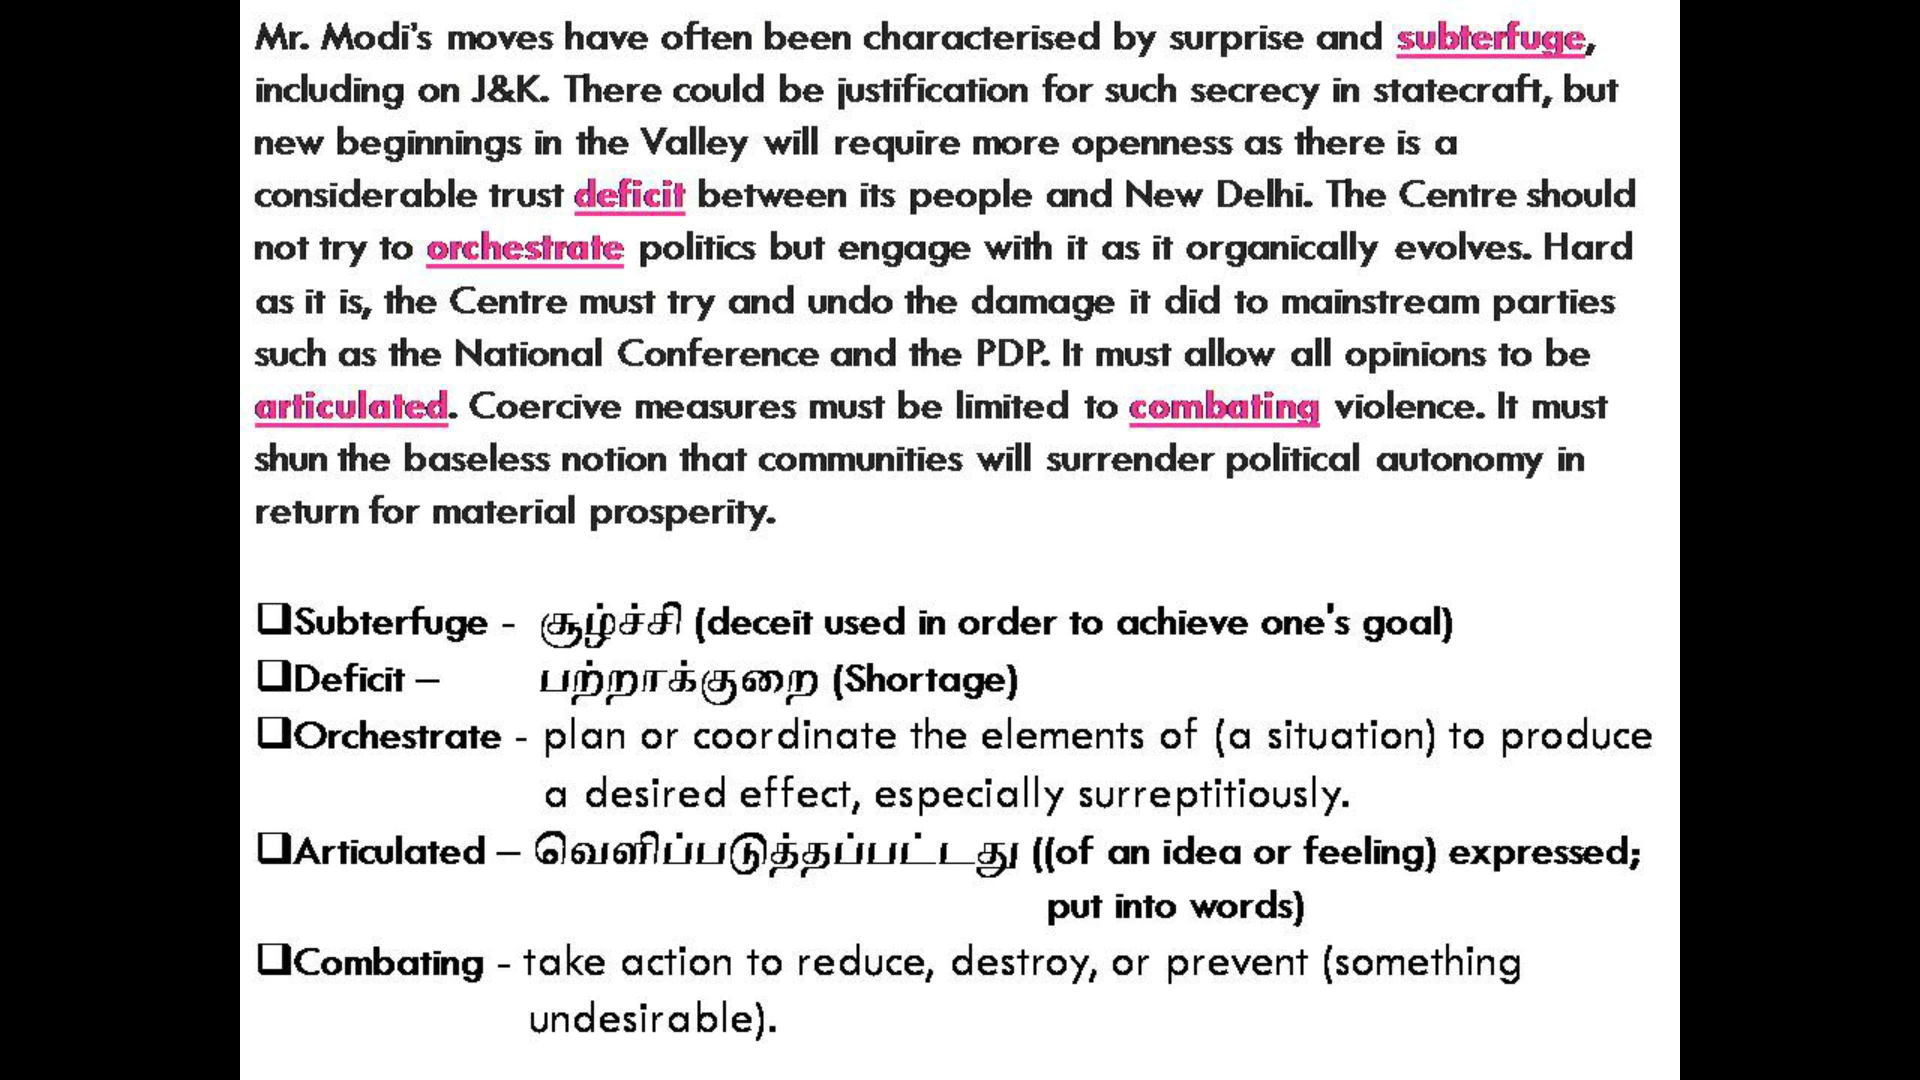 Mr. Modi's moves have often been characterised by surprise and subterfuge,
including on J&K. There could be justification for such secrecy in statecraft, but
new beginnings in the Valley will require more openness as there is a
considerable trust deficit between its people and New Delhi. The Centre should
not try to orchestrate politics but engage with it as it organically evolves. Hard
as it is, the Centre must try and undo the damage it did to mainstream parties
such as the National Conference and the PDP. It must allow all opinions to be
articulated. Coercive measures must be limited to combating violence. It must
shun the baseless notion that communities will surrender political autonomy in
return for material prosperity.
❑Subterfuge - சூழ்ச்சி (deceit used in order to achieve one's goal)
❑Deficit – பற்றாக்குறை (Shortage)
❑Orchestrate - plan or coordinate the elements of (a situation) to produce
a desired effect, especially surreptitiously.
❑Articulated – வெளிப்படுத்தப்பட்டது ((of an idea or feeling) expressed;
put into words)
❑Combating - take action to reduce, destroy, or prevent (something
undesirable).